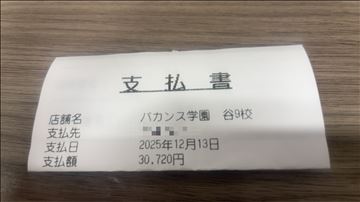 支払書
店舗名 バカンス学園 谷9校
支払先
支払日 2025年12月13日
支払額 30,720円